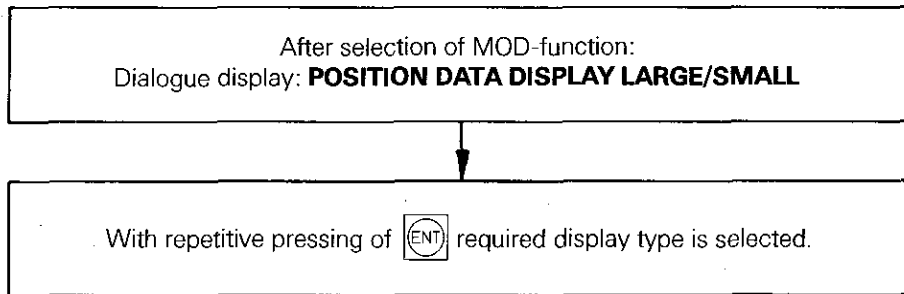 After selection of MOD-function:
Dialogue display: POSITION DATA DISPLAY LARGE/SMALL
With repetitive pressing of ENT required display type is selected.